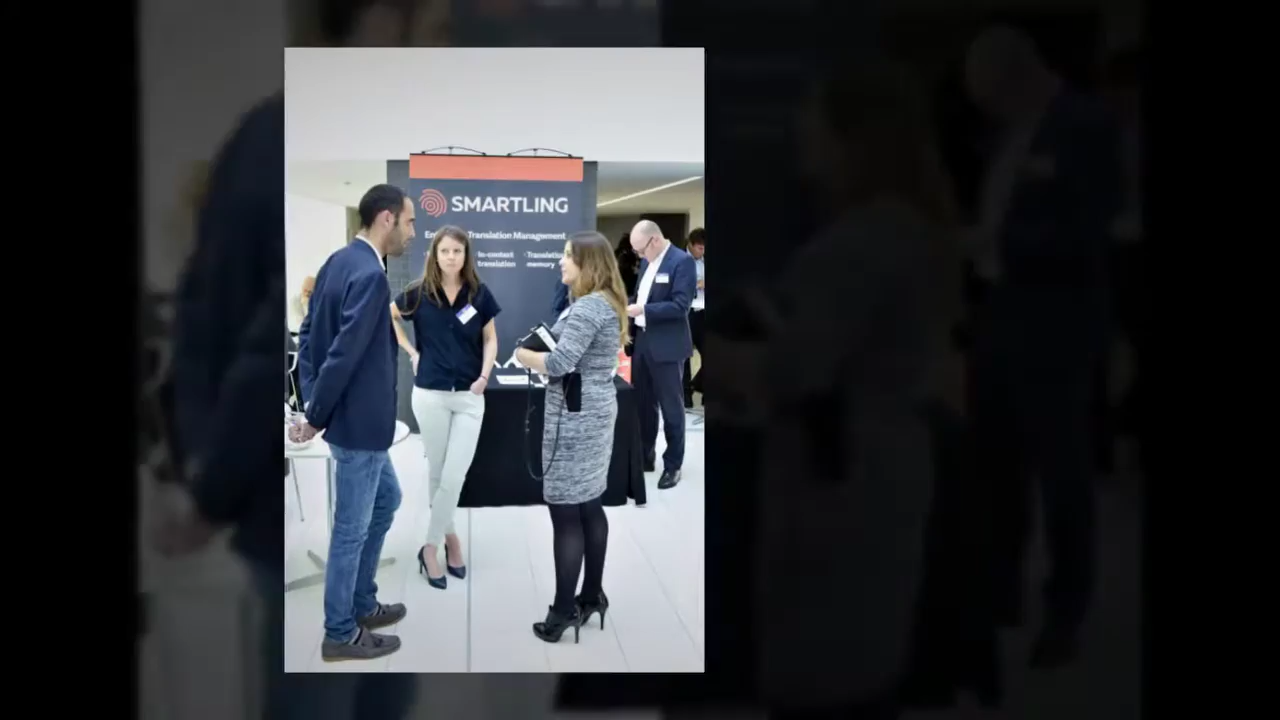 SMARTLING
Translation Management
In-context
translation
Translation
memory